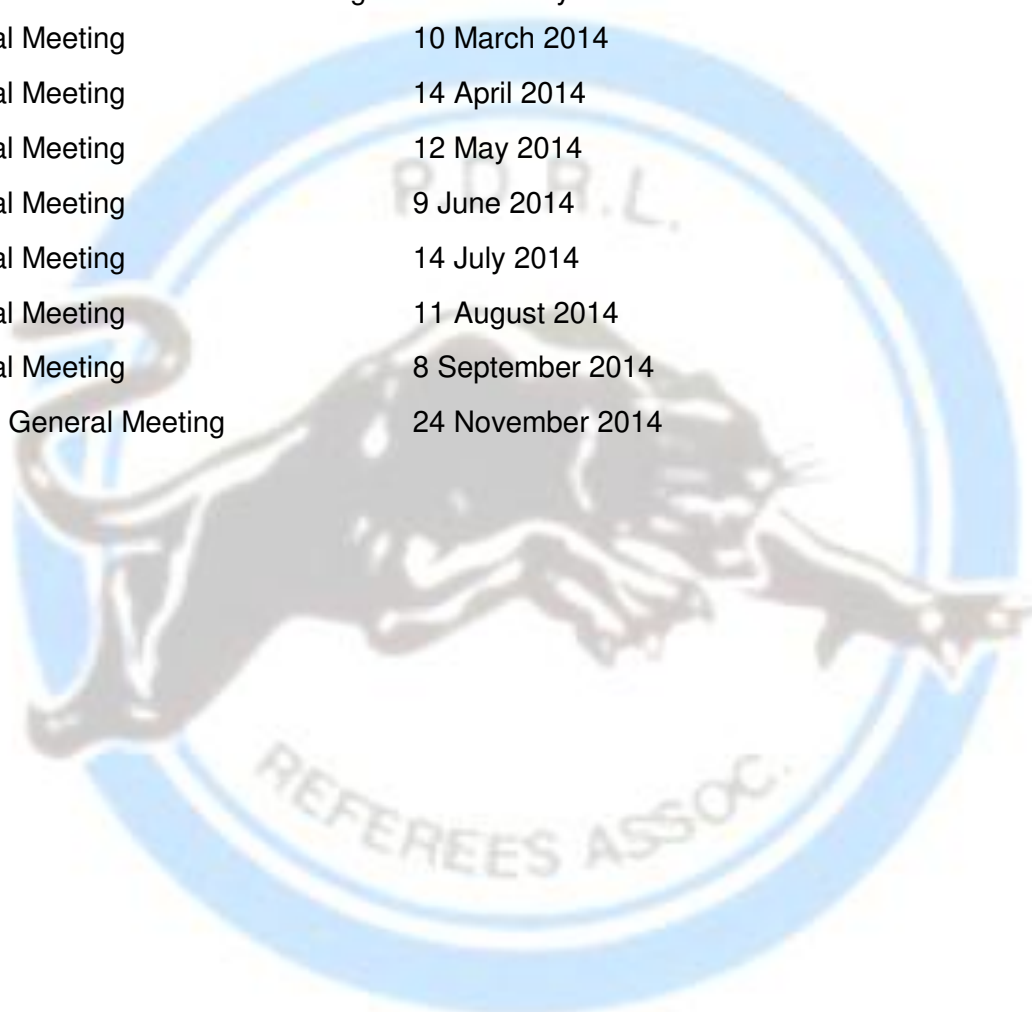 al Meeting 10 March 2014
al Meeting 14 April 2014
al Meeting 12 May 2014
al Meeting 9 June 2014
al Meeting 14 July 2014
al Meeting 11 August 2014
al Meeting 8 September 2014
General Meeting 24 November 2014
P.D.R.L.
REFEREES ASSOC.